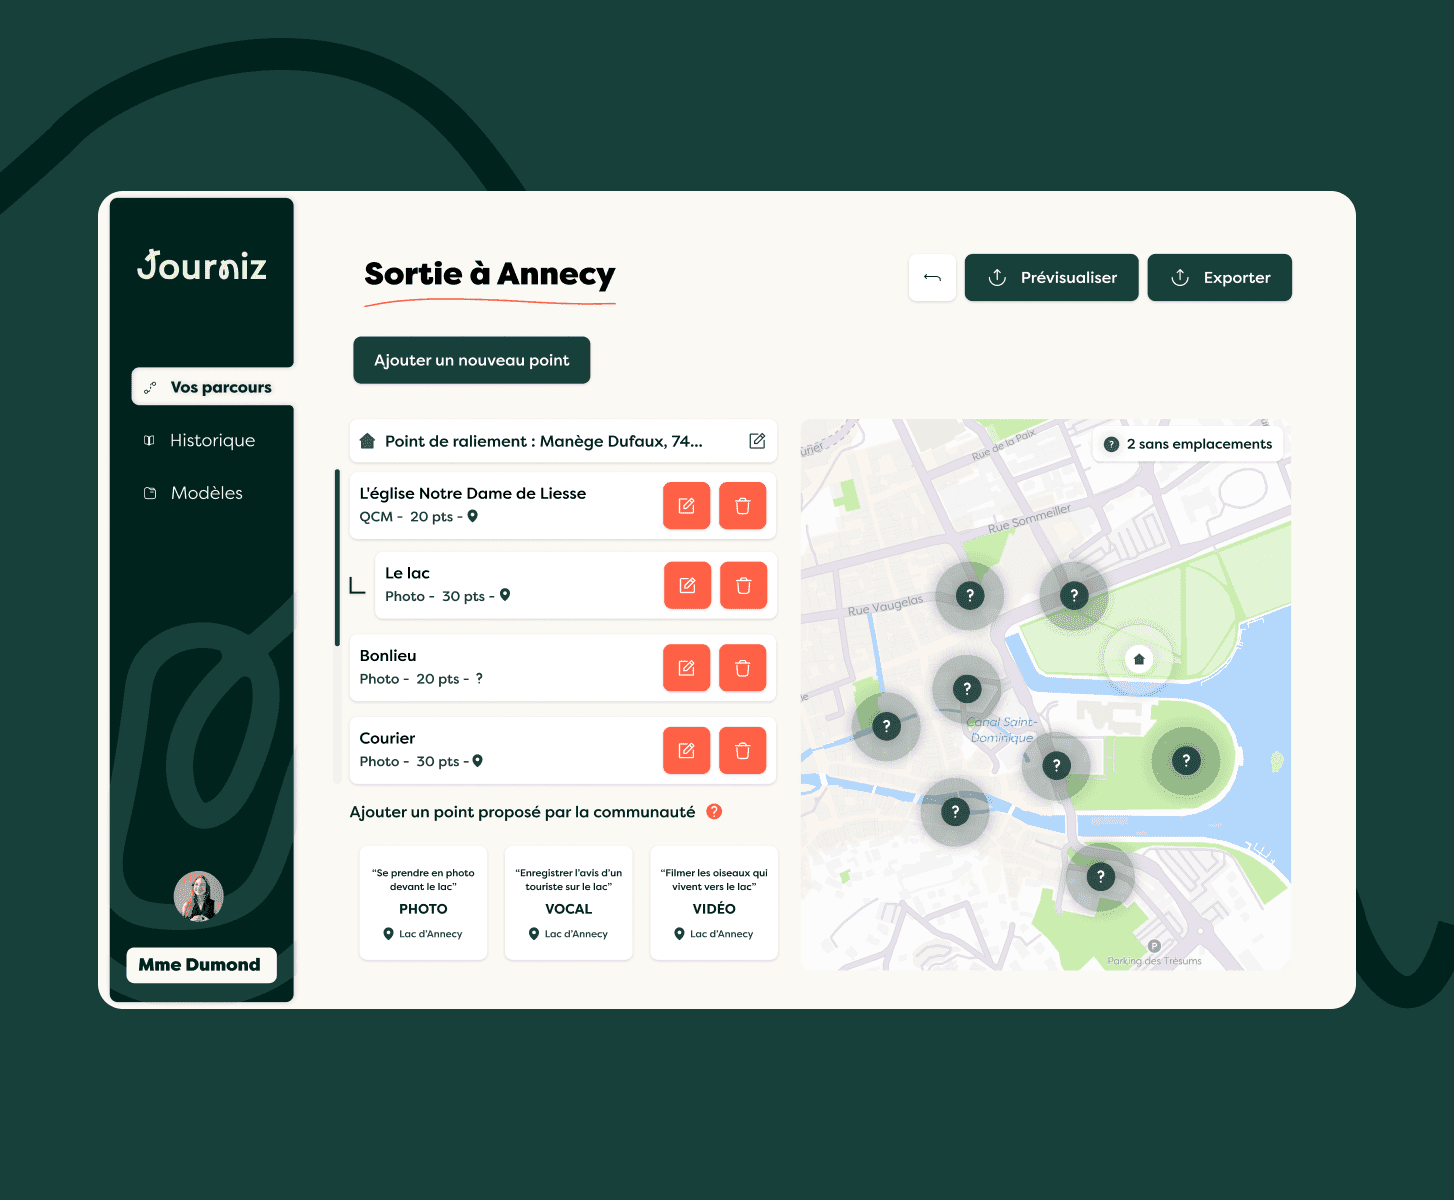 Journiz
Vos parcours
Historique
Modèles
Mme Dumond
Sortie à Annecy
Prévisualiser
Exporter
Ajouter un nouveau point
Point de raliement : Manège Dufaux, 74...
L'église Notre Dame de Liesse
QCM - 20 pts -
Le lac
Photo - 30 pts -
Bonlieu
Photo - 20 pts - ?
Courier
Photo - 30 pts -
Ajouter un point proposé par la communauté ?
“Se prendre en photo
devant le lac”
PHOTO
Lac d'Annecy
“Enregistrer l'avis d'un
touriste sur le lac”
VOCAL
Lac d'Annecy
“Filmer les oiseaux qui
vivent vers le lac”
VIDÉO
Lac d'Annecy
? 2 sans emplacements
Rue de la Paix
Rue Sommeiller
Rue Vaugelas
?
?
?
?
Canal Saint-
Dominique
?
?
?
?
P
Parking des Trésums